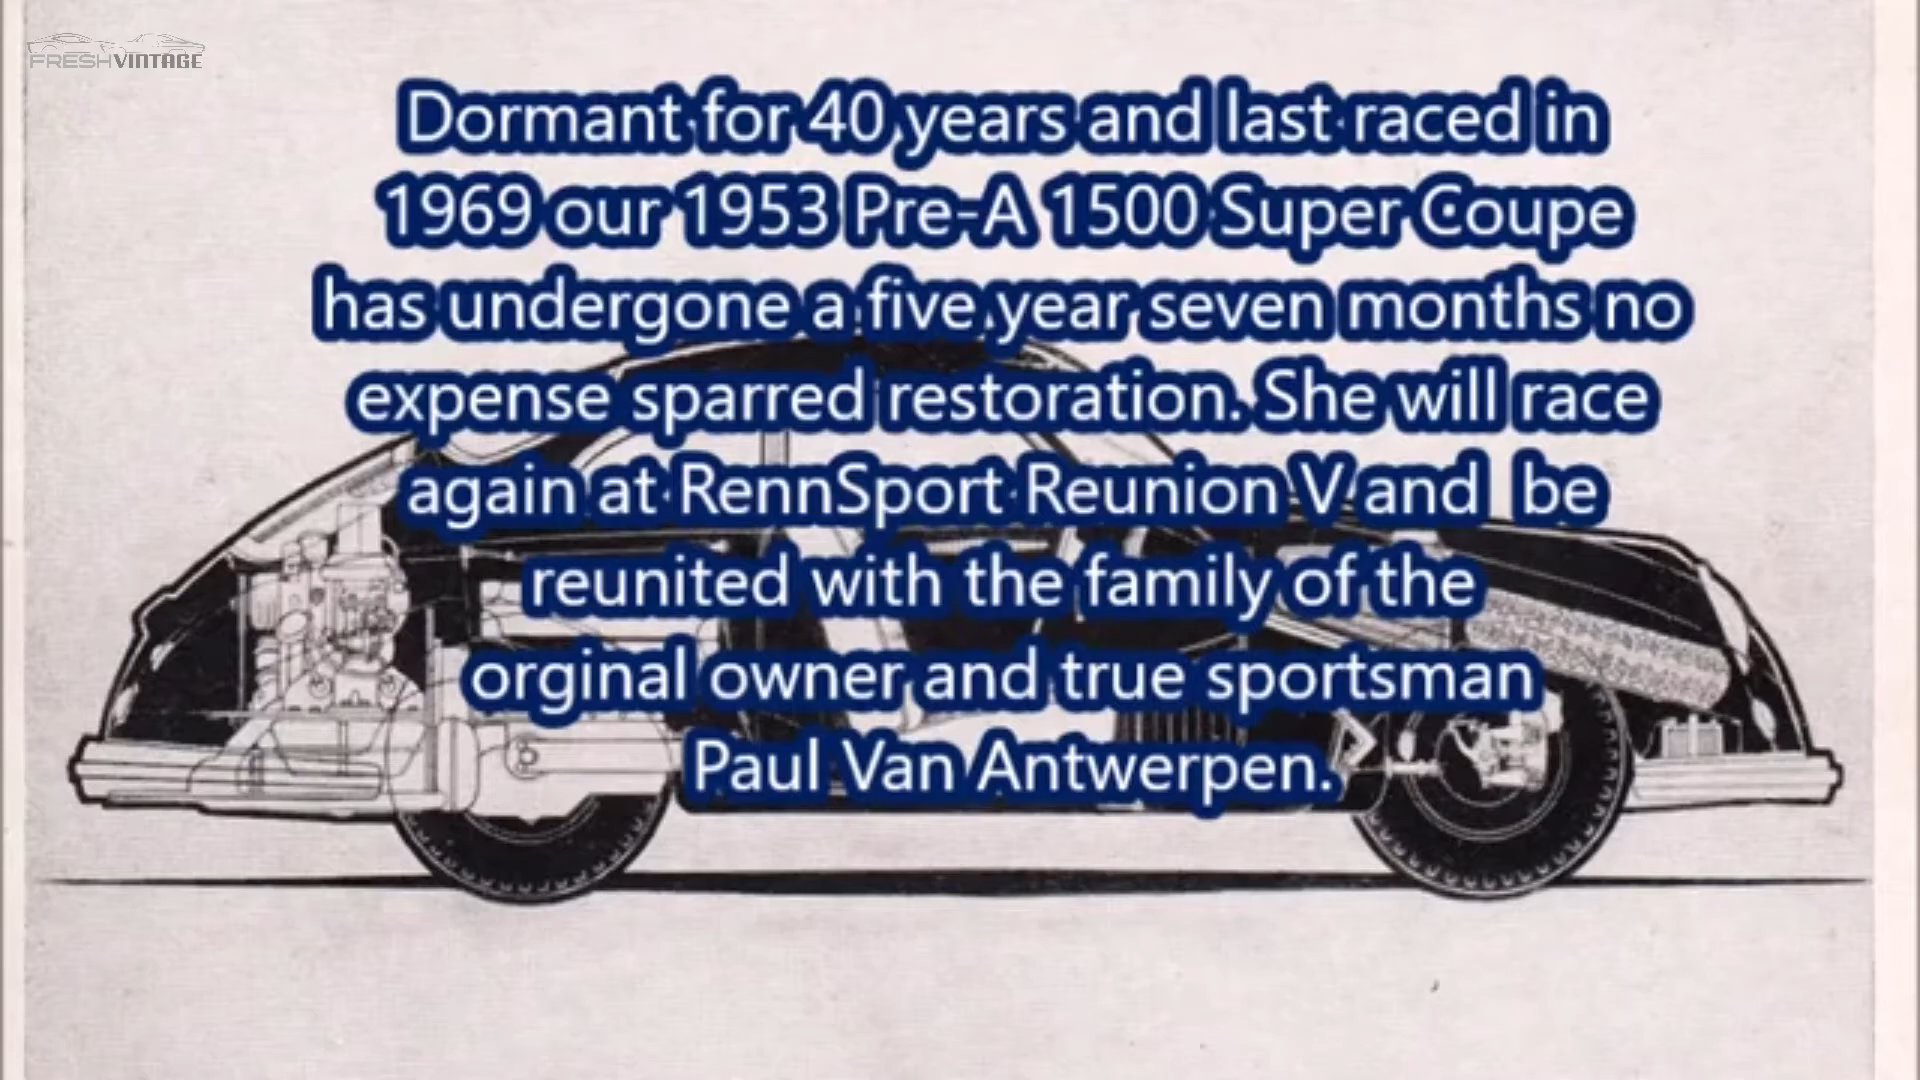 FRESHVINTAGE
Dormant for 40 years and last raced in
1969 our 1953 Pre-A 1500 Super Coupe
has undergone a five year seven months no
expense sparred restoration. She will race
again at RennSport Reunion V and  be
reunited with the family of the
orginal owner and true sportsman
Paul Van Antwerpen.